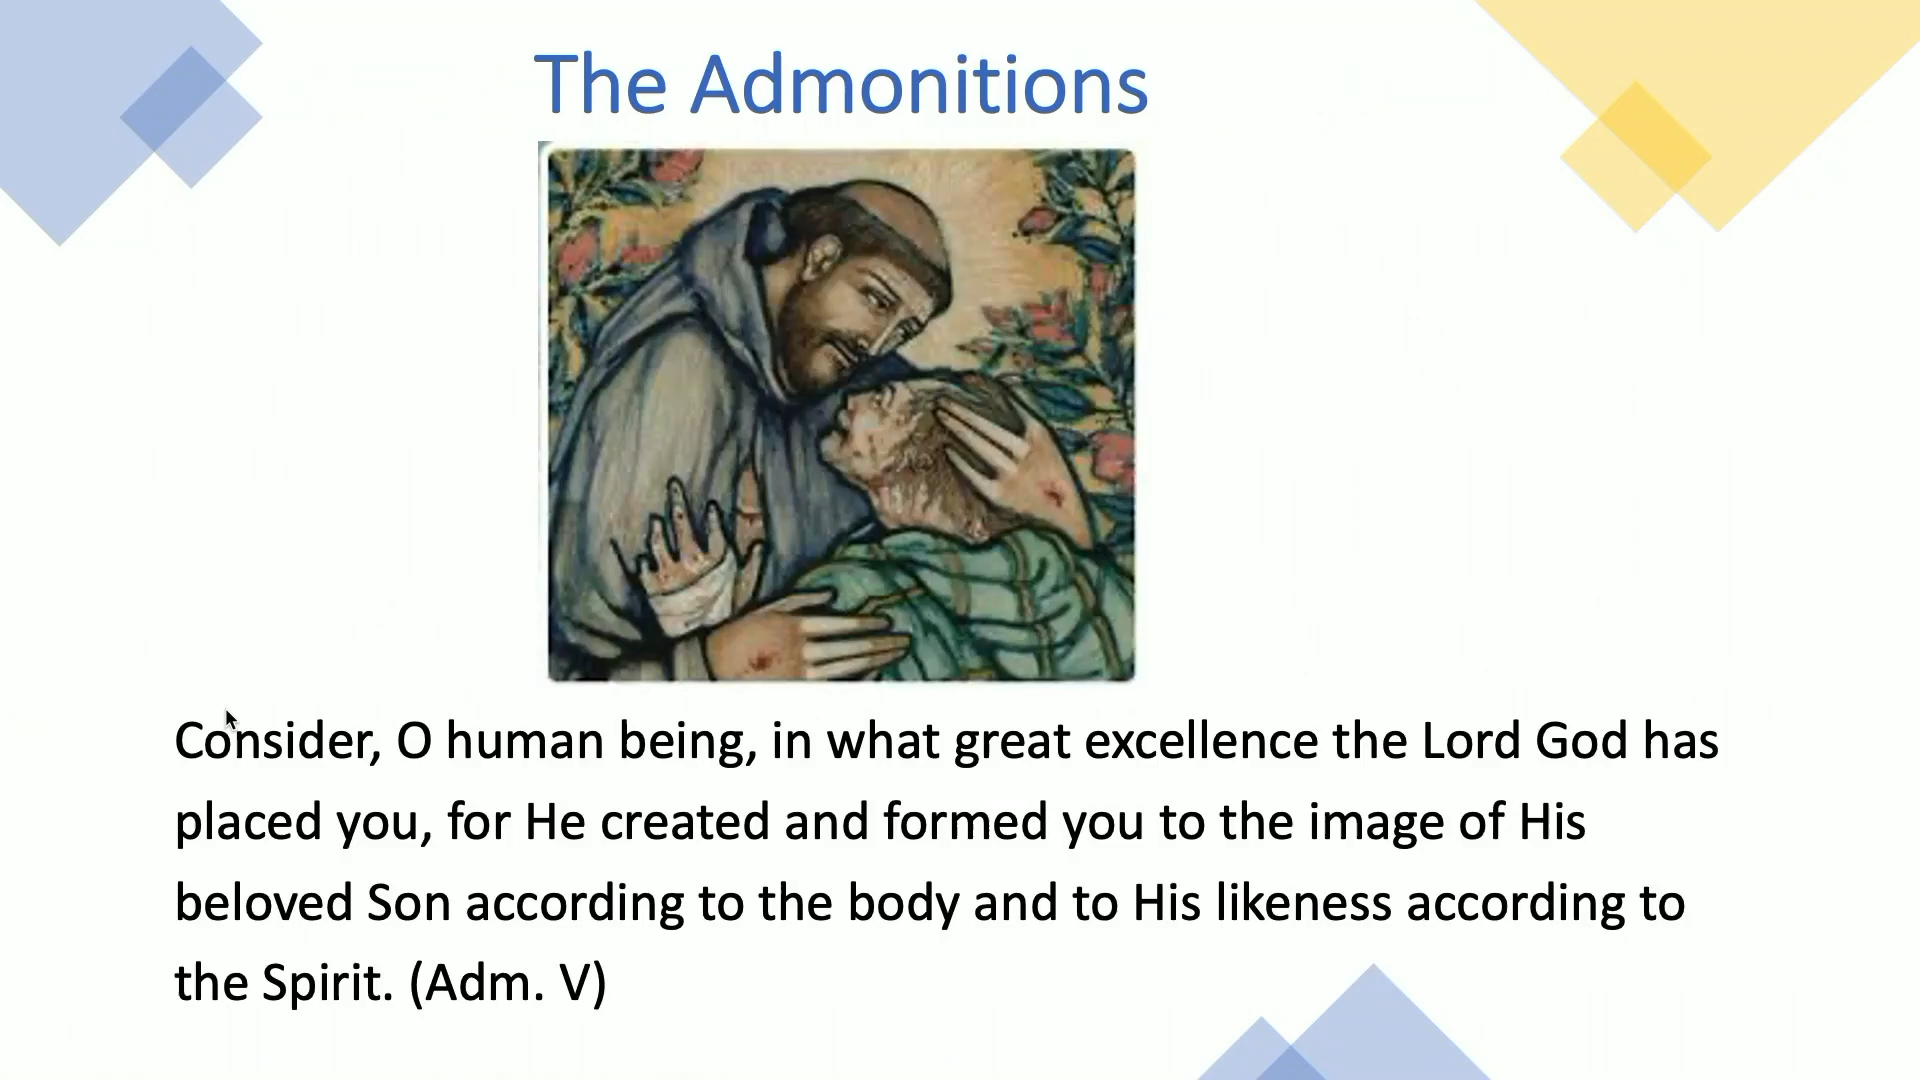 The Admonitions
Consider, O human being, in what great excellence the Lord God has
placed you, for He created and formed you to the image of His
beloved Son according to the body and to His likeness according to
the Spirit. (Adm. V)